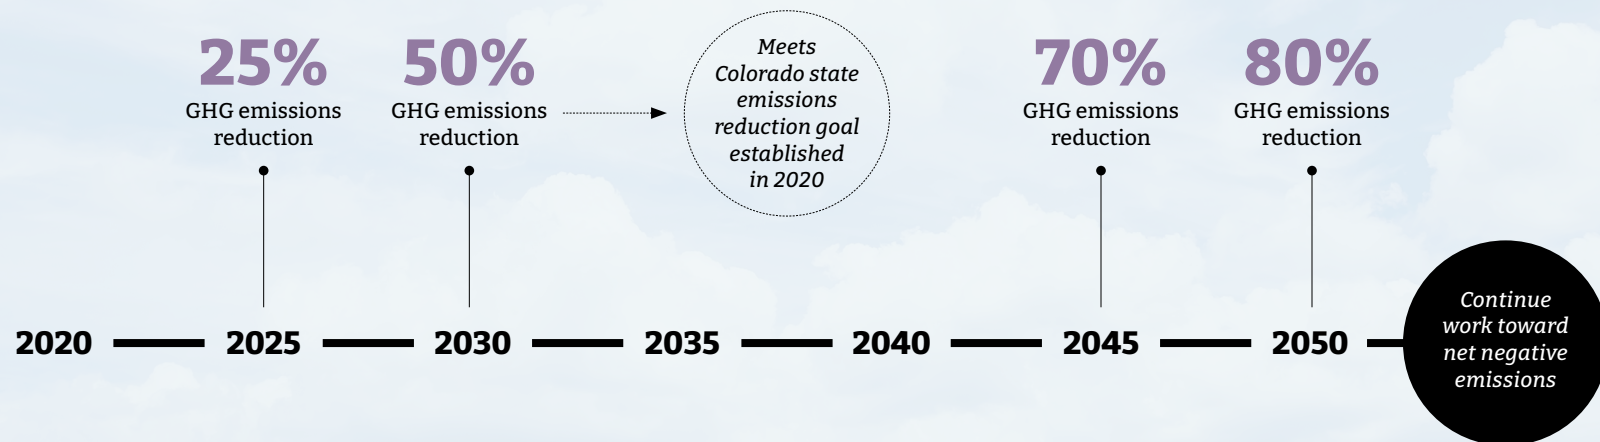 25%
GHG emissions
reduction
50%
GHG emissions
reduction
Meets
Colorado state
emissions
reduction goal
established
in 2020
70%
GHG emissions
reduction
80%
GHG emissions
reduction
2020
2025
2030
2035
2040
2045
2050
Continue
work toward
net negative
emissions